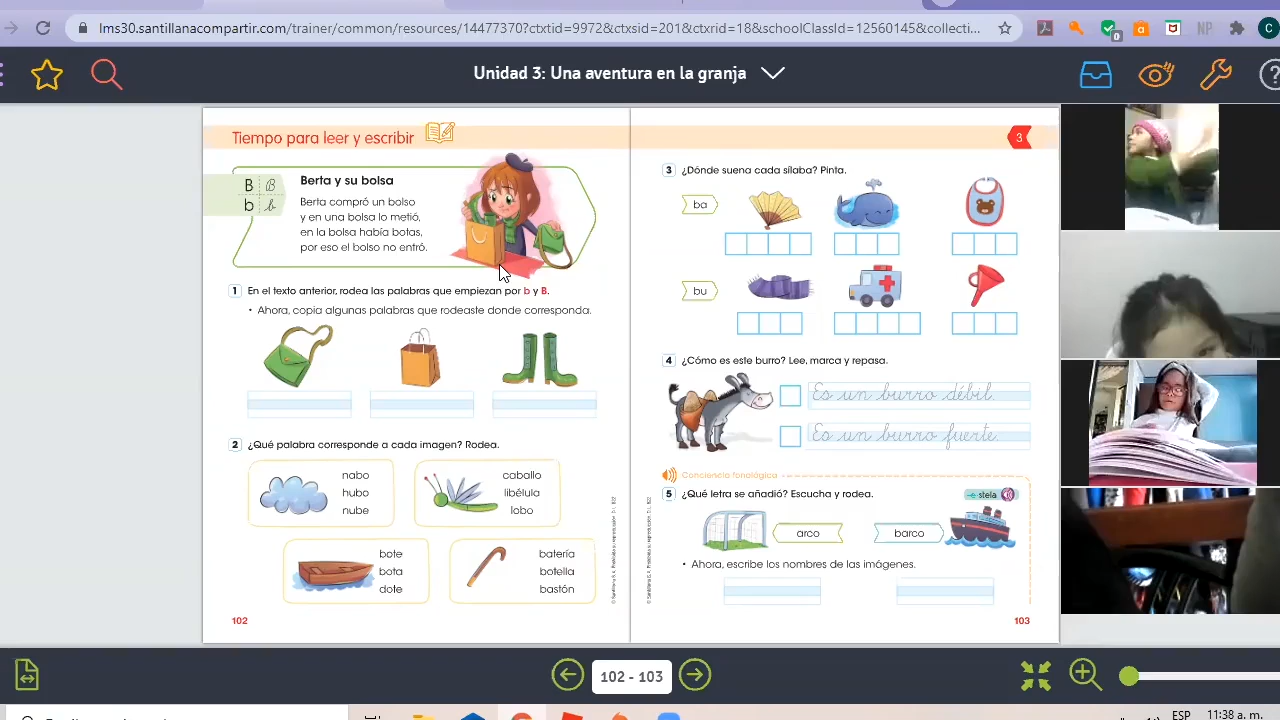 lms30.santillanacompartir.com/trainer/common/resources/14477370?ctxtid=9972&ctxsid=2018&ctxrid=18&schoolClassId=12560145&collecti...
NP
0
C
Unidad 3: Una aventura en la granja
Tiempo para leer y escribir
B B
b b
Berta y su bolsa
Berta compró un bolso
y en una bolsa lo metió,
en la bolsa había botas,
por eso el bolso no entró.
1 En el texto anterior, rodea las palabras que empiezan por b y B.
• Ahora, copia algunas palabras que rodeaste donde corresponda.
2 ¿Qué palabra corresponde a cada imagen? Rodea.
nabo
hubo
nube
caballo
libélula
lobo
bote
bota
dote
batería
botella
bastón
102
3
3 ¿Dónde suena cada sílaba? Pinta.
ba
bu
4 ¿Cómo es este burro? Lee, marca y repasa.
Es un burro débil.
Es un burro fuerte.
Conciencia fonológica
5 ¿Qué letra se añadió? Escucha y rodea.
stela
arco
barco
• Ahora, escribe los nombres de las imágenes.
103
102 - 103
ESP
11:38 a. m.